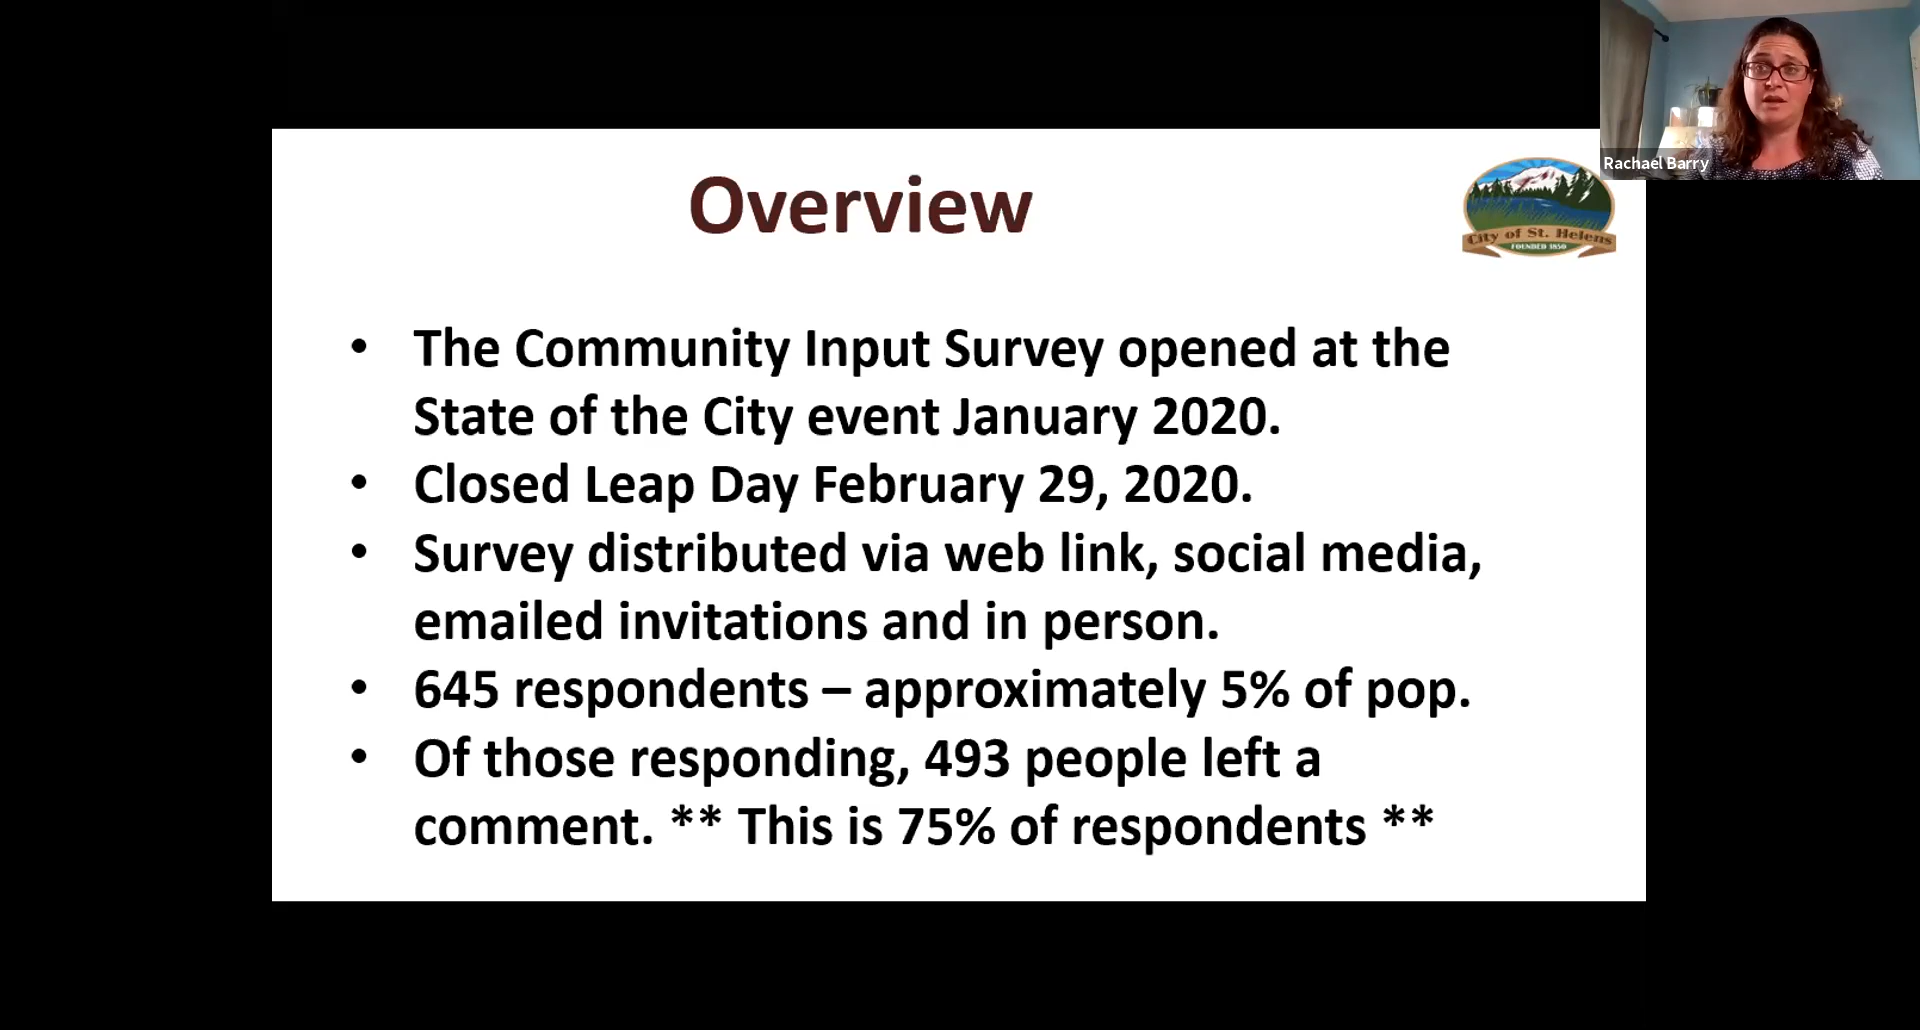 Overview
City of St. Helens
FOUNDED 1850
Rachael Barry
• The Community Input Survey opened at the
State of the City event January 2020.
• Closed Leap Day February 29, 2020.
• Survey distributed via web link, social media,
emailed invitations and in person.
• 645 respondents – approximately 5% of pop.
• Of those responding, 493 people left a
comment. ** This is 75% of respondents **